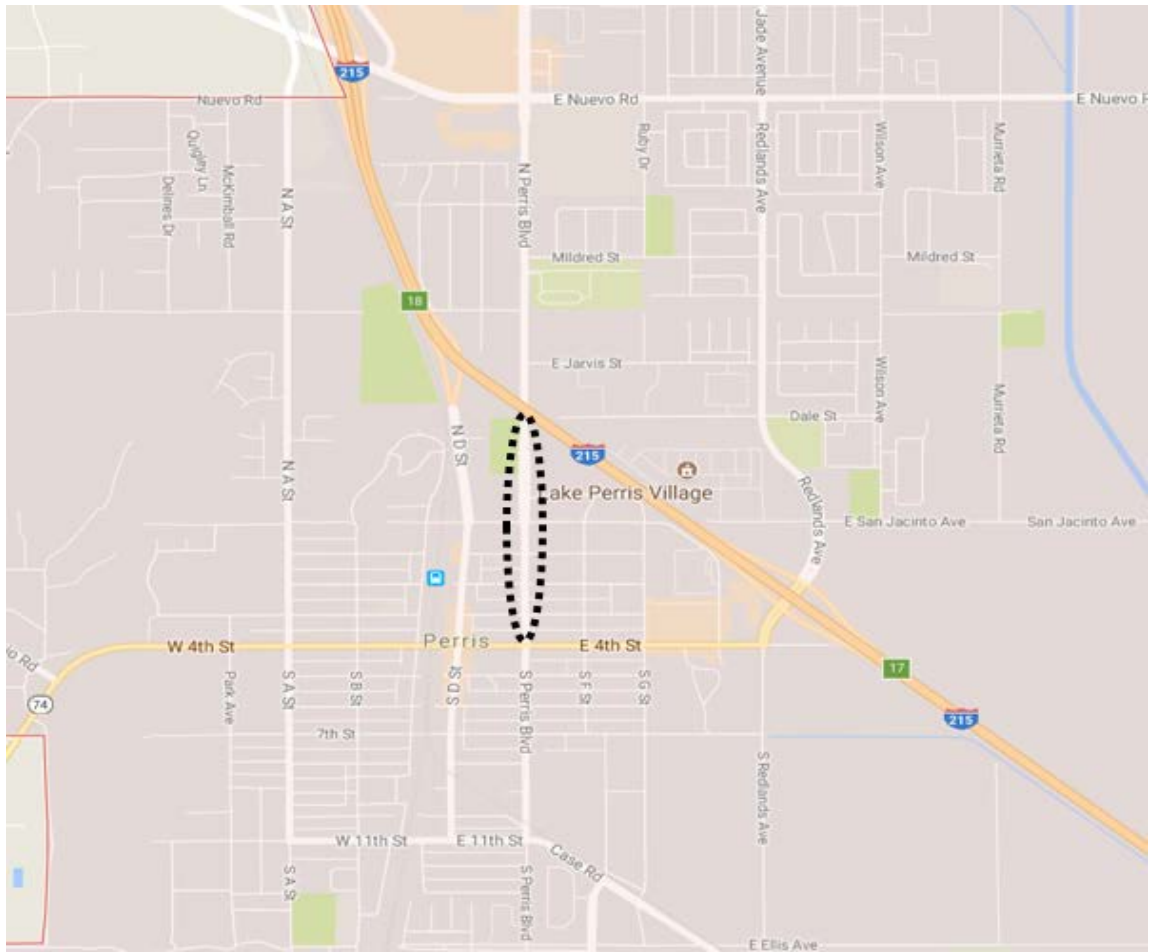 215
Nuevo Rd
E Nuevo Rd
E Nuevo R
Jade Avenue
Redlands Ave
Ruby Dr
Wilson Ave
Murrieta Rd
Quigley Ln
McKimball Rd
Delines Dr
N A St
N Perris Blvd
Mildred St
Mildred St
18
E Jarvis St
Wilson Ave
Murrieta Rd
Dale St
N D St
215
N A St
Lake Perris Village
Redlands Ave
E San Jacinto Ave
San Jacinto Ave
W 4th St
Perris
E 4th St
17
74
Park Ave
S A St
S B St
S D St
S Perris Blvd
S F St
S G St
215
7th St
S Redlands Ave
W 11th St
E 11th St
Case Rd
S A St
S Perris Blvd
E Ellis Ave